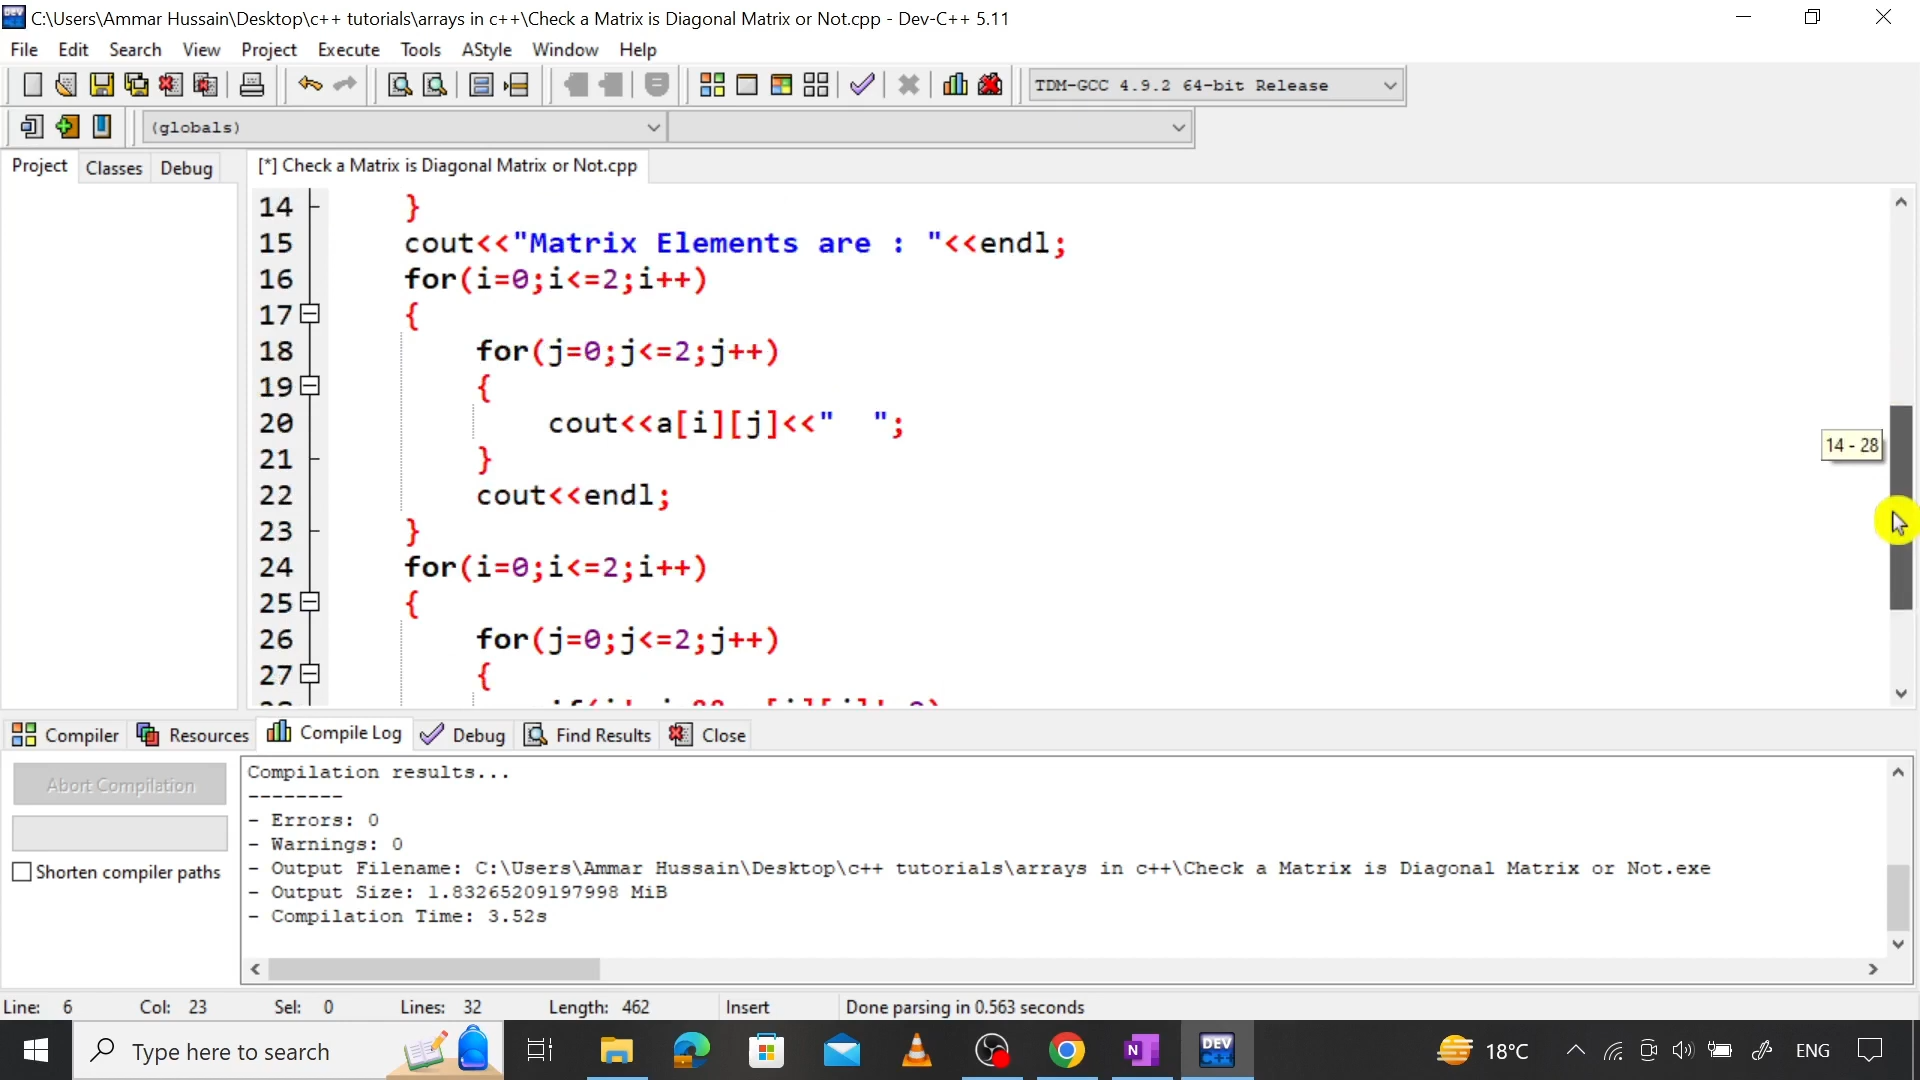 C:\Users\Ammar Hussain\Desktop\c++ tutorials\arrays in c++\Check a Matrix is Diagonal Matrix or Not.cpp - Dev-C++ 5.11
File Edit Search View Project Execute Tools AStyle Window Help
TDM-GCC 4.9.2 64-bit Release
(globals)
Project Classes Debug [*] Check a Matrix is Diagonal Matrix or Not.cpp
14 }
15 cout<<"Matrix Elements are : "<<endl;
16 for(i=0;i<=2;i++)
17 {
18 for(j=0;j<=2;j++)
19 {
20 cout<<a[i][j]<<"  ";
14 - 28
21 }
22 cout<<endl;
23 }
24 for(i=0;i<=2;i++)
25 {
26 for(j=0;j<=2;j++)
27 {
Compiler Resources Compile Log Debug Find Results Close
Abort Compilation
Shorten compiler paths
Compilation results...
--------
- Errors: 0
- Warnings: 0
- Output Filename: C:\Users\Ammar Hussain\Desktop\c++ tutorials\arrays in c++\Check a Matrix is Diagonal Matrix or Not.exe
- Output Size: 1.83265209197998 MiB
- Compilation Time: 3.52s
Line: 6 Col: 23 Sel: 0 Lines: 32 Length: 462 Insert Done parsing in 0.563 seconds
Type here to search N DEV C++ 18°C ENG